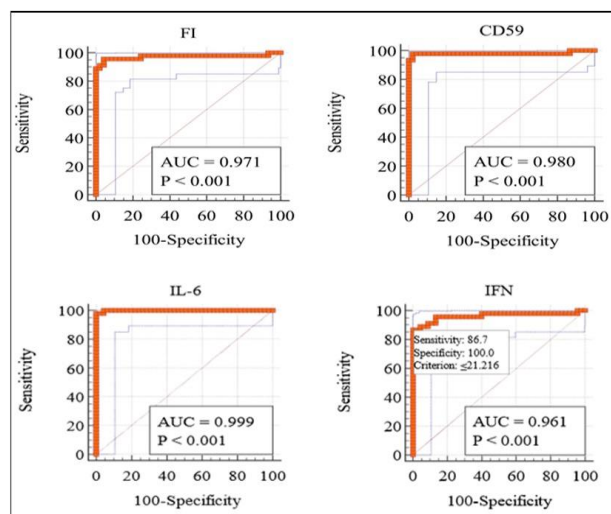 FI
100
80
60
40
20
0
Sensitivity
AUC = 0.971
P < 0.001
0 20 40 60 80 100
100-Specificity
CD59
100
80
60
40
20
0
Sensitivity
AUC = 0.980
P < 0.001
0 20 40 60 80 100
100-Specificity
IL-6
100
80
60
40
20
0
Sensitivity
AUC = 0.999
P < 0.001
0 20 40 60 80 100
100-Specificity
IFN
100
80
60
40
20
0
Sensitivity
Sensitivity: 86.7
Specificity: 100.0
Criterion: ≤21.216
AUC = 0.961
P < 0.001
0 20 40 60 80 100
100-Specificity